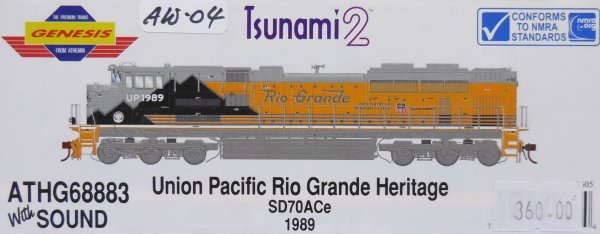 THE PREMIUM TRAINS
GENESIS
FROM ATHEARN
AW-04
Tsunami2™
CONFORMS
TO NMRA
STANDARDS
nmra
.org
UP 1989
Rio Grande
ATHG68883
With SOUND
Union Pacific Rio Grande Heritage
SD70ACe
1989
360.00